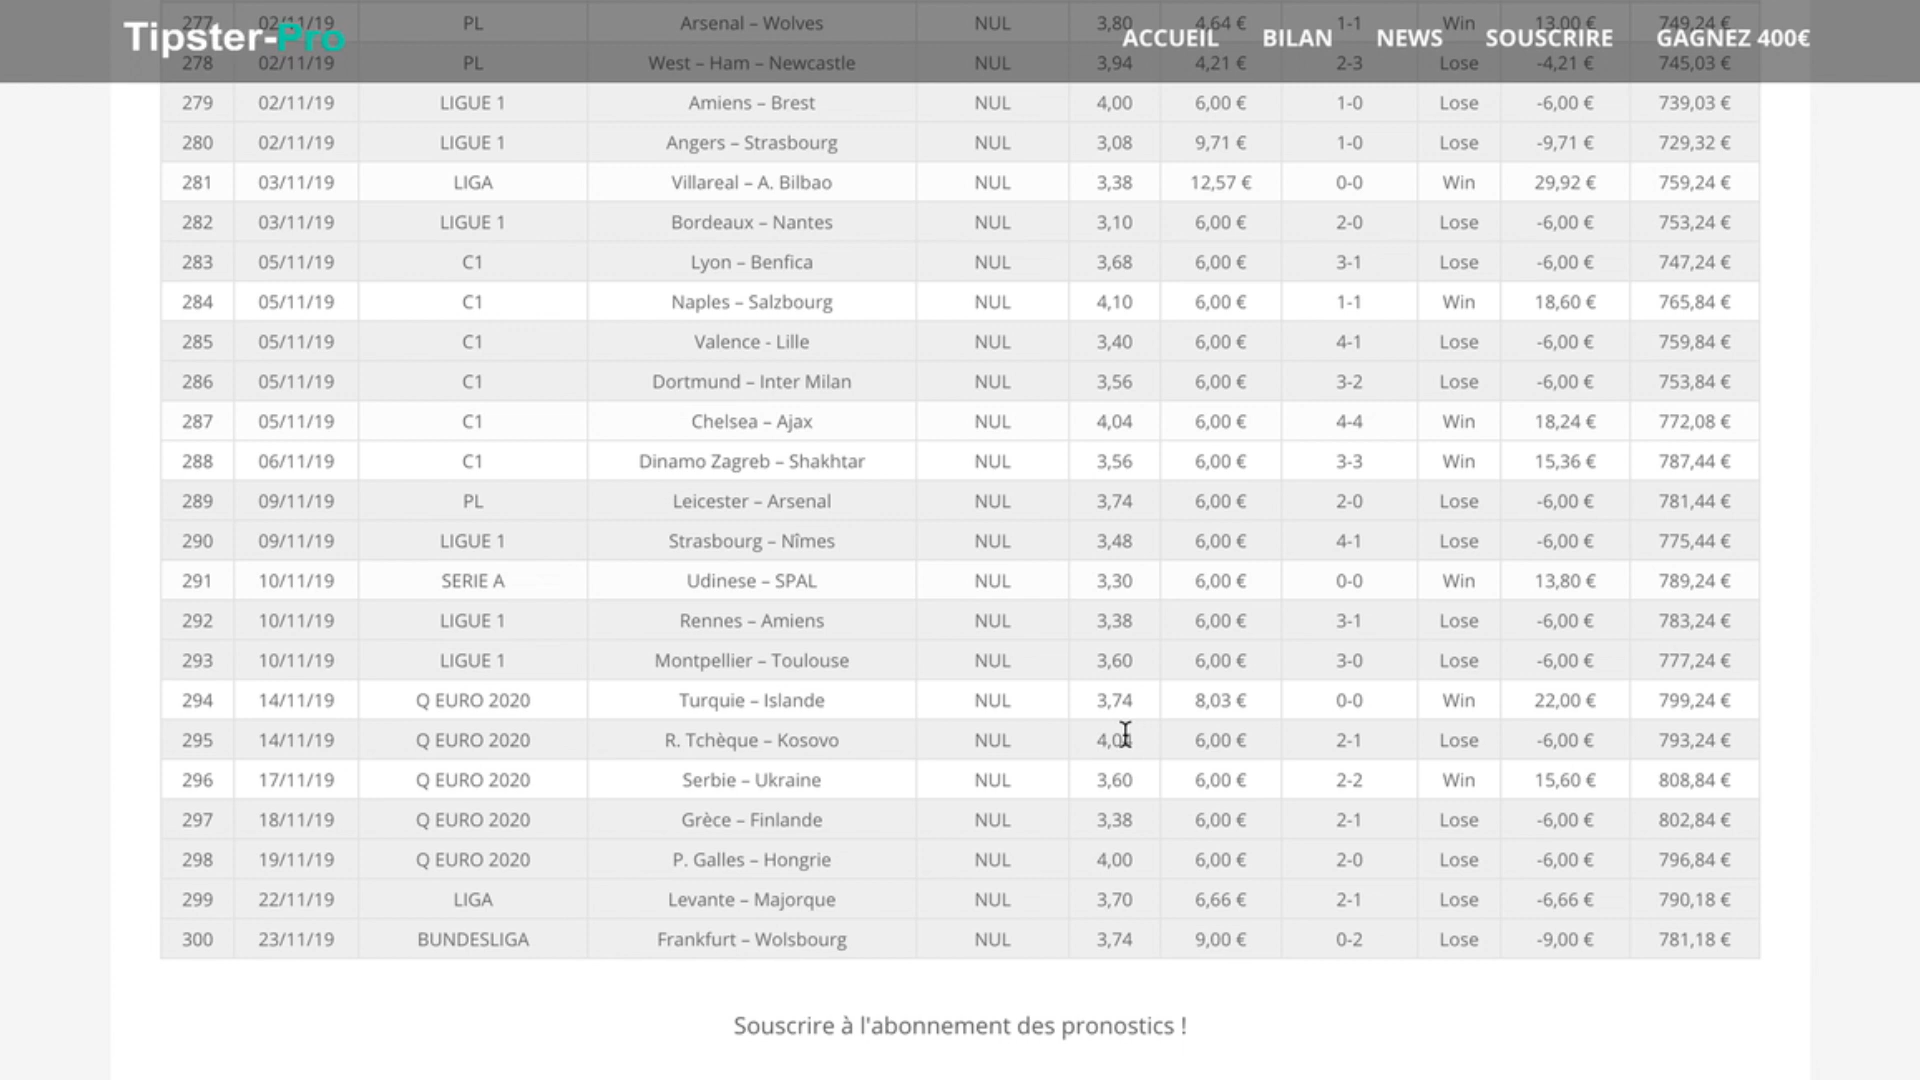 Tipster-Pro ACCUEIL BILAN NEWS SOUSCRIRE GAGNEZ 400€
277 02/11/19 PL Arsenal – Wolves NUL 3,80 4,64 € 1-1 Win 13,00 € 749,24 €
278 02/11/19 PL West – Ham – Newcastle NUL 3,94 4,21 € 2-3 Lose -4,21 € 745,03 €
279 02/11/19 LIGUE 1 Amiens – Brest NUL 4,00 6,00 € 1-0 Lose -6,00 € 739,03 €
280 02/11/19 LIGUE 1 Angers – Strasbourg NUL 3,08 9,71 € 1-0 Lose -9,71 € 729,32 €
281 03/11/19 LIGA Villareal – A. Bilbao NUL 3,38 12,57 € 0-0 Win 29,92 € 759,24 €
282 03/11/19 LIGUE 1 Bordeaux – Nantes NUL 3,10 6,00 € 2-0 Lose -6,00 € 753,24 €
283 05/11/19 C1 Lyon – Benfica NUL 3,68 6,00 € 3-1 Lose -6,00 € 747,24 €
284 05/11/19 C1 Naples – Salzbourg NUL 4,10 6,00 € 1-1 Win 18,60 € 765,84 €
285 05/11/19 C1 Valence - Lille NUL 3,40 6,00 € 4-1 Lose -6,00 € 759,84 €
286 05/11/19 C1 Dortmund – Inter Milan NUL 3,56 6,00 € 3-2 Lose -6,00 € 753,84 €
287 05/11/19 C1 Chelsea – Ajax NUL 4,04 6,00 € 4-4 Win 18,24 € 772,08 €
288 06/11/19 C1 Dinamo Zagreb – Shakhtar NUL 3,56 6,00 € 3-3 Win 15,36 € 787,44 €
289 09/11/19 PL Leicester – Arsenal NUL 3,74 6,00 € 2-0 Lose -6,00 € 781,44 €
290 09/11/19 LIGUE 1 Strasbourg – Nîmes NUL 3,48 6,00 € 4-1 Lose -6,00 € 775,44 €
291 10/11/19 SERIE A Udinese – SPAL NUL 3,30 6,00 € 0-0 Win 13,80 € 789,24 €
292 10/11/19 LIGUE 1 Rennes – Amiens NUL 3,38 6,00 € 3-1 Lose -6,00 € 783,24 €
293 10/11/19 LIGUE 1 Montpellier – Toulouse NUL 3,60 6,00 € 3-0 Lose -6,00 € 777,24 €
294 14/11/19 Q EURO 2020 Turquie – Islande NUL 3,74 8,03 € 0-0 Win 22,00 € 799,24 €
295 14/11/19 Q EURO 2020 R. Tchèque – Kosovo NUL 6,00 € 2-1 Lose -6,00 € 793,24 €
296 17/11/19 Q EURO 2020 Serbie – Ukraine NUL 3,60 6,00 € 2-2 Win 15,60 € 808,84 €
297 18/11/19 Q EURO 2020 Grèce – Finlande NUL 3,38 6,00 € 2-1 Lose -6,00 € 802,84 €
298 19/11/19 Q EURO 2020 P. Galles – Hongrie NUL 4,00 6,00 € 2-0 Lose -6,00 € 796,84 €
299 22/11/19 LIGA Levante – Majorque NUL 3,70 6,66 € 2-1 Lose -6,66 € 790,18 €
300 23/11/19 BUNDESLIGA Frankfurt – Wolsbourg NUL 3,74 9,00 € 0-2 Lose -9,00 € 781,18 €
Souscrire à l'abonnement des pronostics !